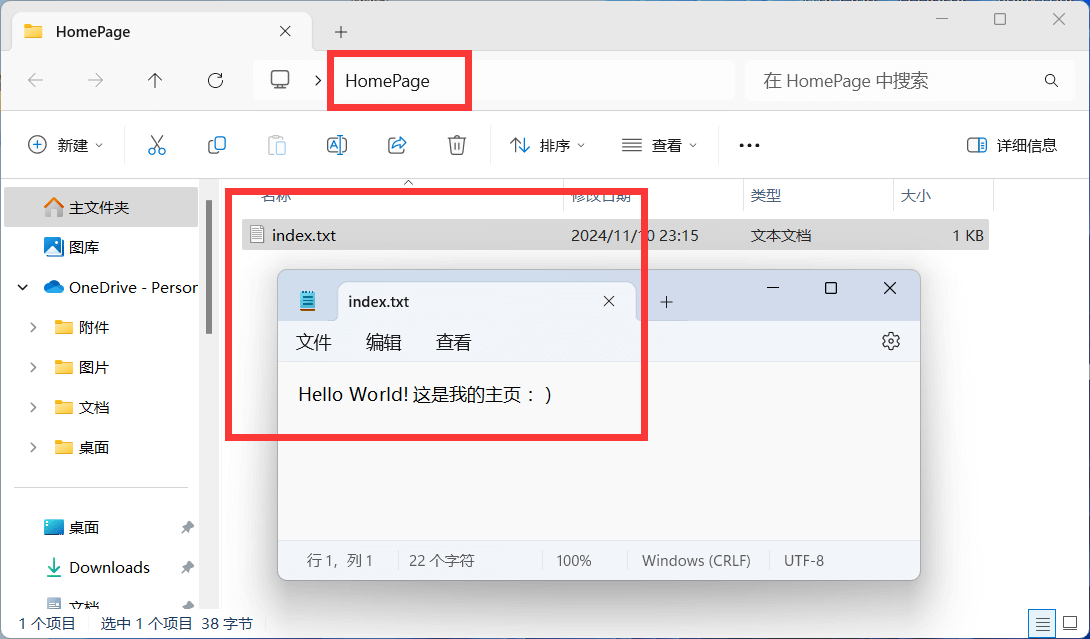 HomePage
HomePage
在 HomePage 中搜索
新建
排序
查看
详细信息
名称 修改日期 类型 大小
主文件夹
index.txt 2024/11/10 23:15 文本文档 1 KB
图库
OneDrive - Person
附件
图片
文档
桌面
桌面
Downloads
文档
index.txt
文件 编辑 查看
Hello World! 这是我的主页：)
行 1，列 1 22 个字符 100% Windows (CRLF) UTF-8
1 个项目 选中 1 个项目 38 字节